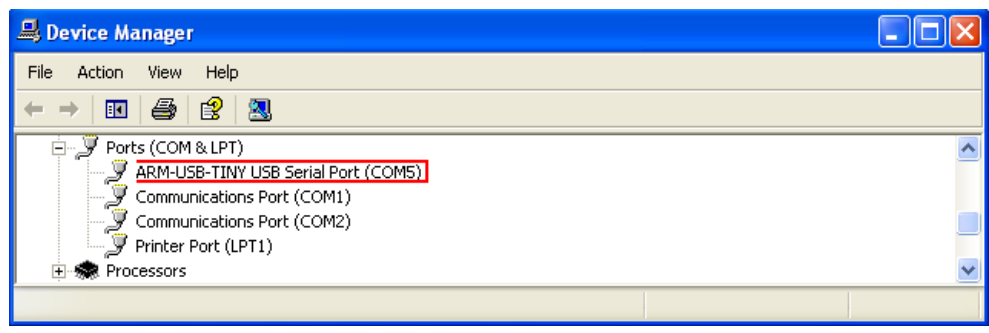 Device Manager
File Action View Help
Ports (COM & LPT)
ARM-USB-TINY USB Serial Port (COM5)
Communications Port (COM1)
Communications Port (COM2)
Printer Port (LPT1)
Processors